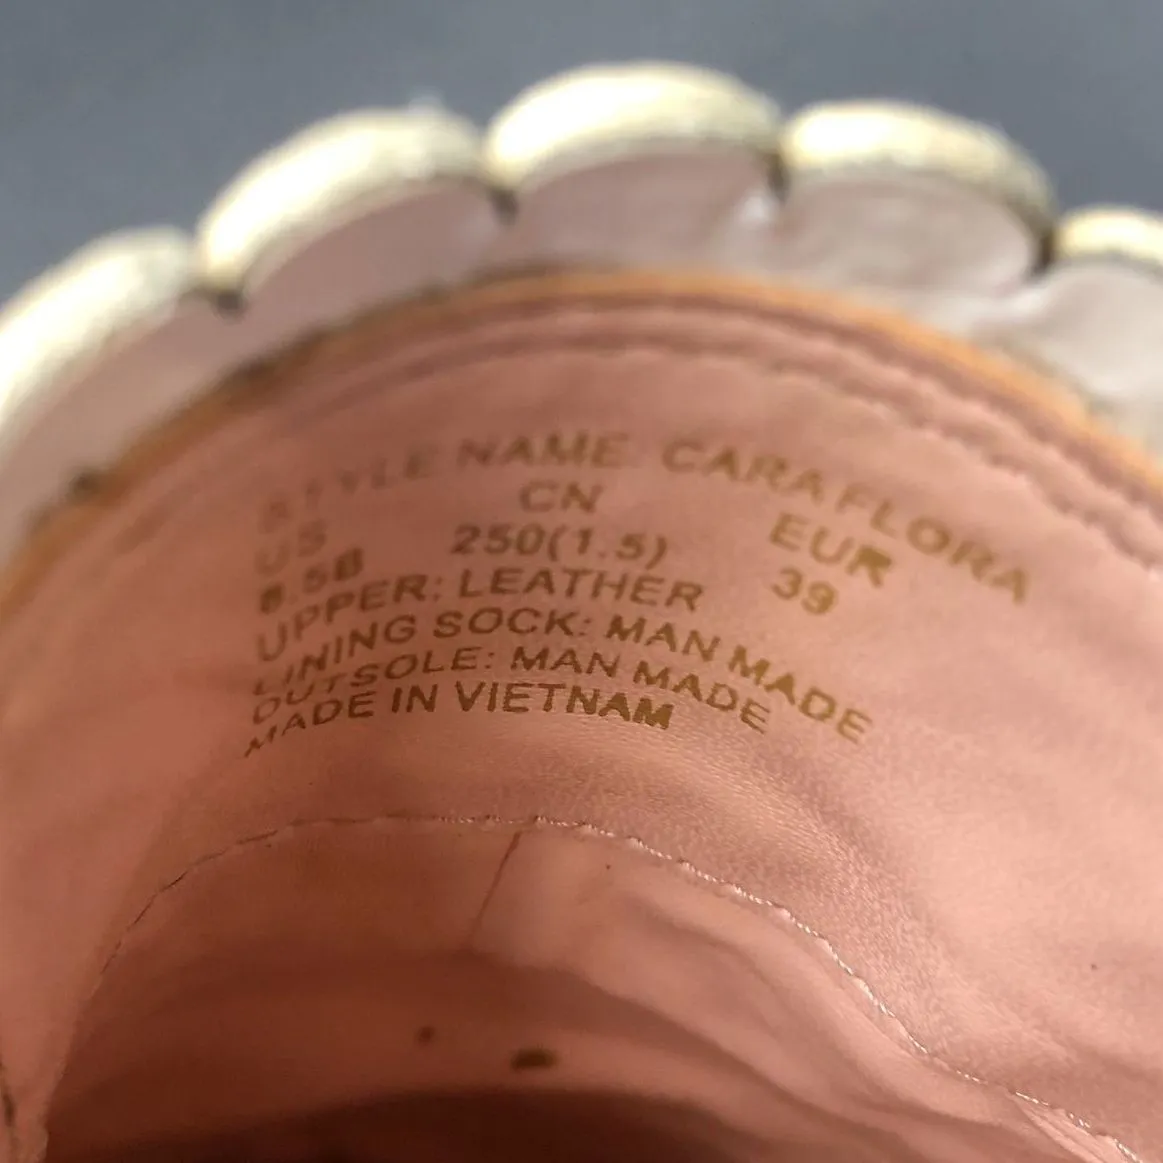 STYLE NAME: CARA FLORA
US CN EUR
8.5B 250(1.5) 39
UPPER: LEATHER
LINING SOCK: MAN MADE
OUTSOLE: MAN MADE
MADE IN VIETNAM